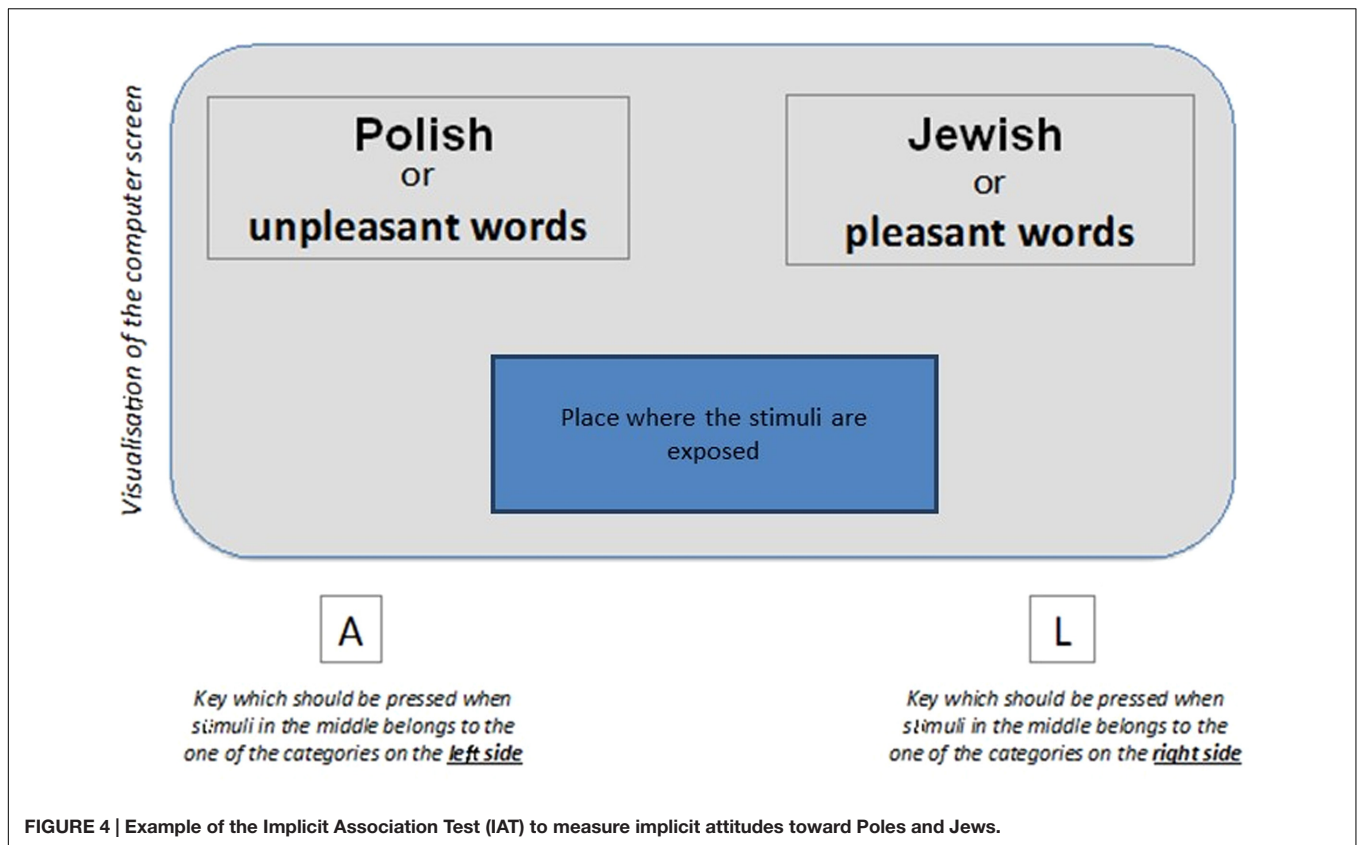 Visualisation of the computer screen
Polish
or
unpleasant words
Jewish
or
pleasant words
Place where the stimuli are
exposed
A
Key which should be pressed when
stimuli in the middle belongs to the
one of the categories on the left side
L
Key which should be pressed when
stimuli in the middle belongs to the
one of the categories on the right side
FIGURE 4 | Example of the Implicit Association Test (IAT) to measure implicit attitudes toward Poles and Jews.